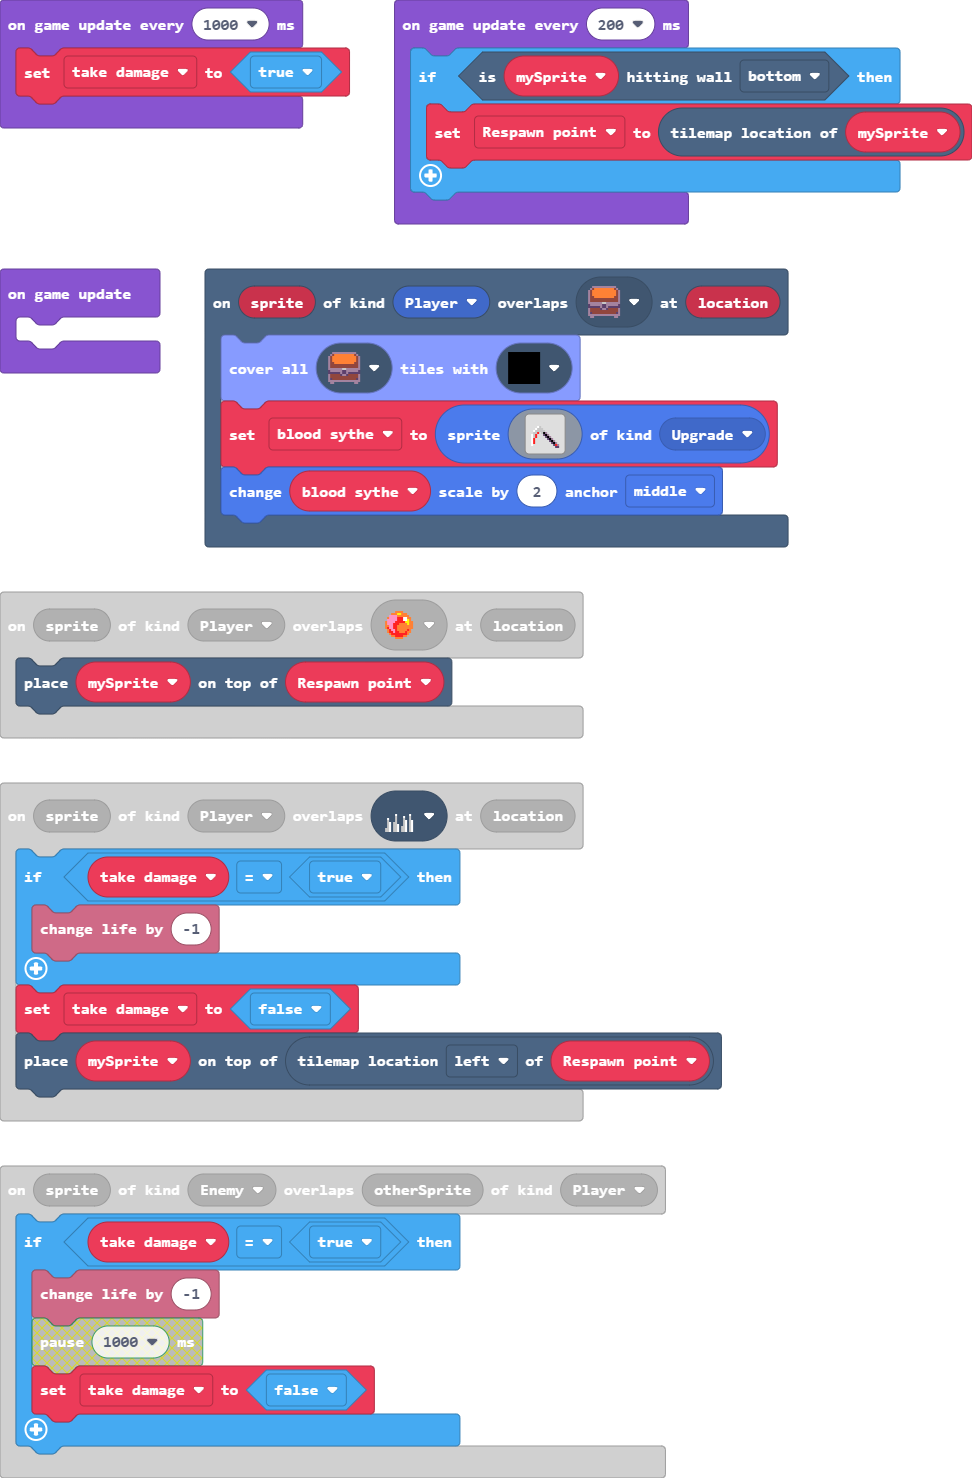 on game update every 1000 ms
set take damage to true
on game update every 200 ms
if is mySprite hitting wall bottom then
set Respawn point to tilemap location of mySprite
on game update
on sprite of kind Player overlaps at location
cover all tiles with
set blood sythe to sprite of kind Upgrade
change blood sythe scale by 2 anchor middle
on sprite of kind Player overlaps at location
place mySprite on top of Respawn point
on sprite of kind Player overlaps at location
if take damage = true then
change life by -1
set take damage to false
place mySprite on top of tilemap location left of Respawn point
on sprite of kind Enemy overlaps otherSprite of kind Player
if take damage = true then
change life by -1
pause 1000 ms
set take damage to false